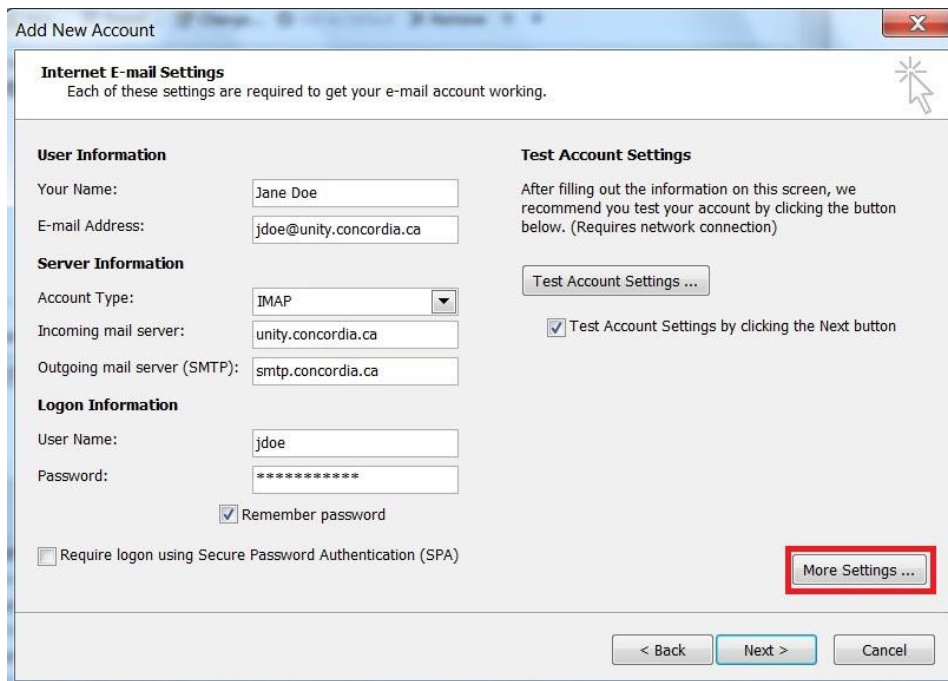 Add New Account
Internet E-mail Settings
Each of these settings are required to get your e-mail account working.
User Information
Your Name:
Jane Doe
E-mail Address:
jdoe@unity.concordia.ca
Server Information
Account Type:
IMAP
Incoming mail server:
unity.concordia.ca
Outgoing mail server (SMTP):
smtp.concordia.ca
Logon Information
User Name:
jdoe
Password:
***********
Remember password
Require logon using Secure Password Authentication (SPA)
Test Account Settings
After filling out the information on this screen, we
recommend you test your account by clicking the button
below. (Requires network connection)
Test Account Settings ...
Test Account Settings by clicking the Next button
More Settings ...
< Back
Next >
Cancel